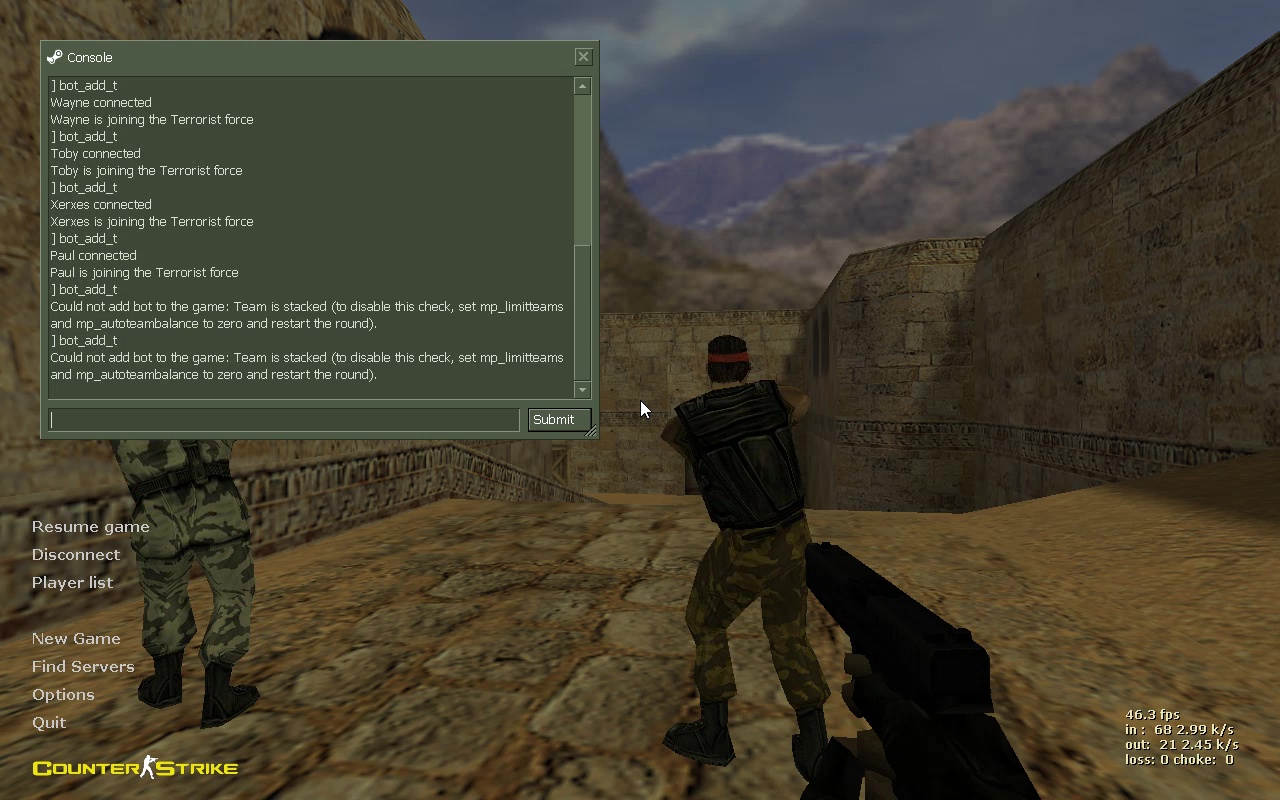 Console
] bot_add_t
Wayne connected
Wayne is joining the Terrorist force
] bot_add_t
Toby connected
Toby is joining the Terrorist force
] bot_add_t
Xerxes connected
Xerxes is joining the Terrorist force
] bot_add_t
Paul connected
Paul is joining the Terrorist force
] bot_add_t
Could not add bot to the game: Team is stacked (to disable this check, set mp_limitteams
and mp_autoteambalance to zero and restart the round).
] bot_add_t
Could not add bot to the game: Team is stacked (to disable this check, set mp_limitteams
and mp_autoteambalance to zero and restart the round).
Submit
Resume game
Disconnect
Player list
New Game
Find Servers
Options
Quit
COUNTER STRIKE
46.3 fps
in : 68 2.99 k/s
out: 21 2.45 k/s
loss: 0 choke: 0